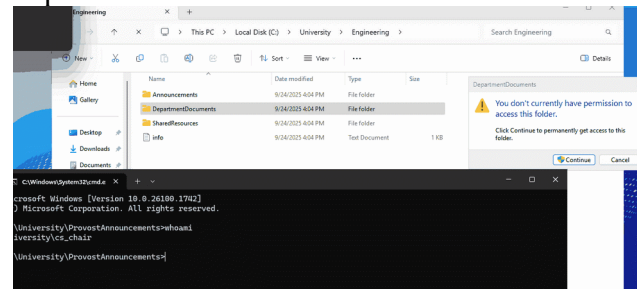 Engineering
This PC > Local Disk (C:) > University > Engineering >
Search Engineering
New
Sort
View
Details
Home
Gallery
Desktop
Downloads
Documents
Name
Date modified
Type
Size
Announcements
9/24/2025 4:04 PM
File folder
DepartmentDocuments
9/24/2025 4:04 PM
File folder
SharedResources
9/24/2025 4:04 PM
File folder
info
9/24/2025 4:04 PM
Text Document
1 KB
DepartmentDocuments
You don't currently have permission to
access this folder.
Click Continue to permanently get access to this
folder.
Continue
Cancel
C:\Windows\System32\cmd.e
crosoft Windows [Version 10.0.26100.1742]
) Microsoft Corporation. All rights reserved.
\University\ProvostAnnouncements>whoami
iversity\cs_chair
\University\ProvostAnnouncements>